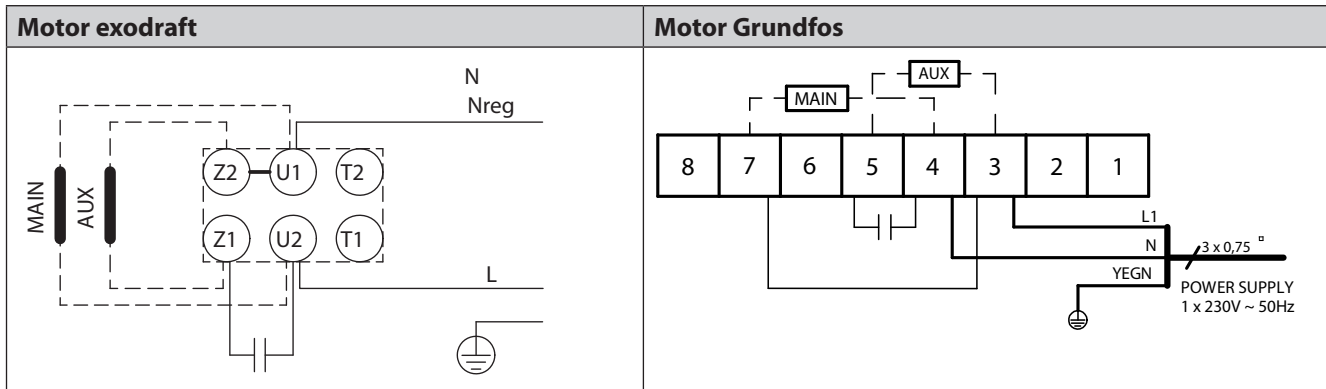 Motor exodraft
N
Nreg
MAIN
AUX
Z2
U1
T2
Z1
U2
T1
L
Motor Grundfos
AUX
MAIN
8 7 6 5 4 3 2 1
L1
N
3 x 0,75 □
YEGN
POWER SUPPLY
1 x 230V ~ 50Hz